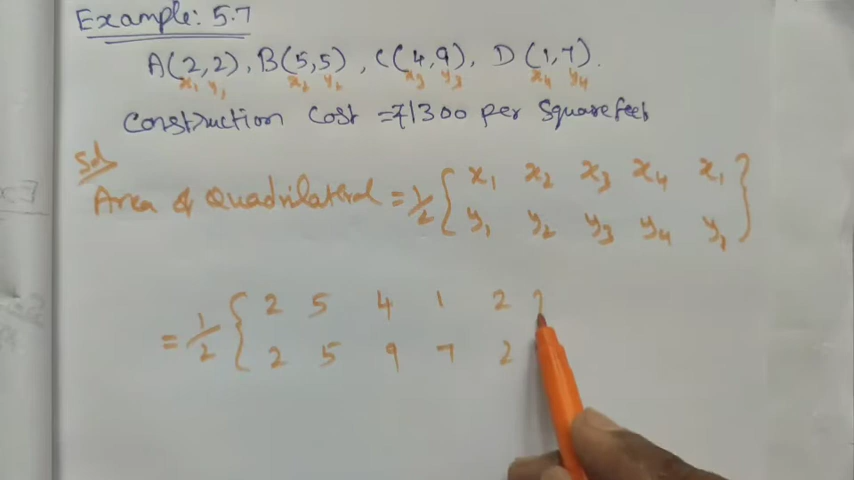 Example: 5.7
A(2,2), B(5,5), C(4,9), D(1,7).
x₁ y₁ x₂ y₂ x₃ y₃ x₄ y₄
Construction Cost = ₹1300 per Square feet
Sol
Area of Quadrilateral = 1/2 { x₁ x₂ x₃ x₄ x₁ }
y₁ y₂ y₃ y₄ y₁
= 1/2 { 2 5 4 1 2
2 5 9 7 2